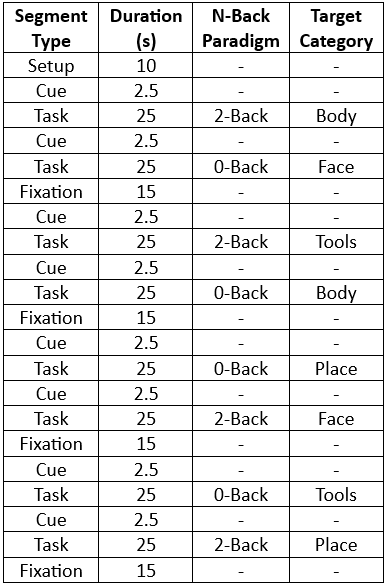 Segment Type Duration (s) N-Back Paradigm Target Category
Setup 10 - -
Cue 2.5 - -
Task 25 2-Back Body
Cue 2.5 - -
Task 25 0-Back Face
Fixation 15 - -
Cue 2.5 - -
Task 25 2-Back Tools
Cue 2.5 - -
Task 25 0-Back Body
Fixation 15 - -
Cue 2.5 - -
Task 25 0-Back Place
Cue 2.5 - -
Task 25 2-Back Face
Fixation 15 - -
Cue 2.5 - -
Task 25 0-Back Tools
Cue 2.5 - -
Task 25 2-Back Place
Fixation 15 - -